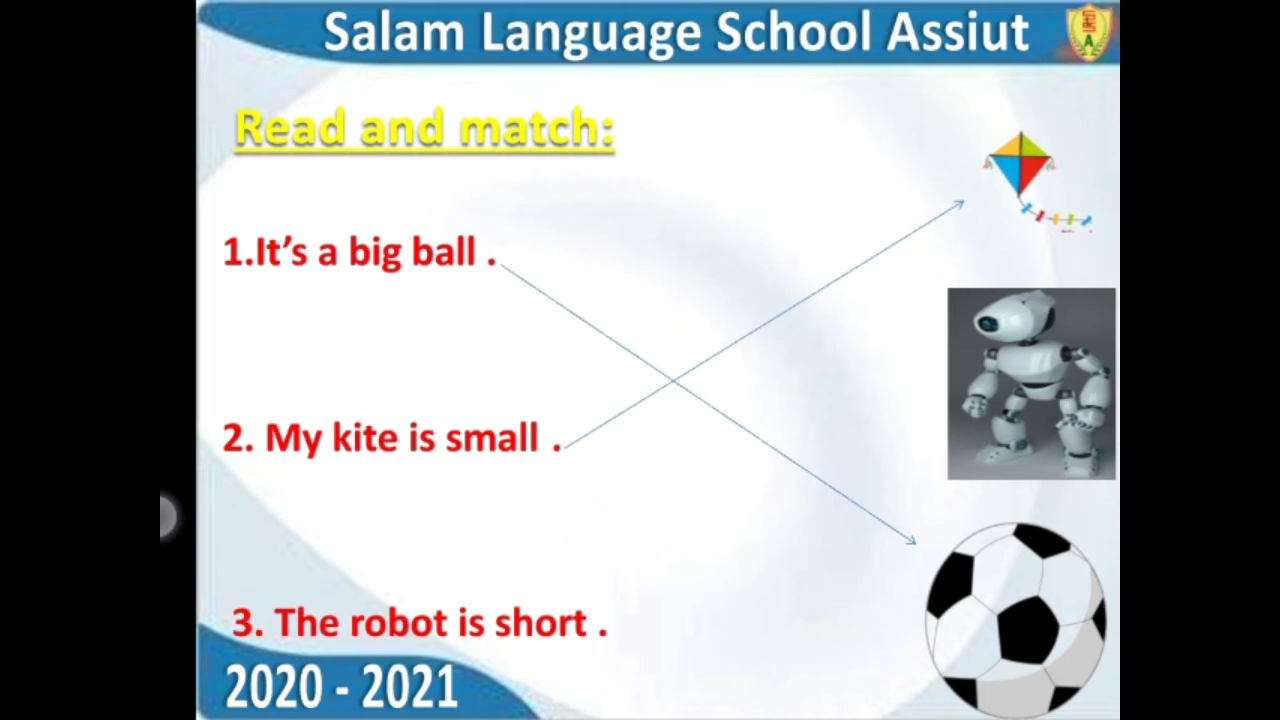 Salam Language School Assiut
Read and match:
1.It’s a big ball .
2. My kite is small .
3. The robot is short .
2020 - 2021